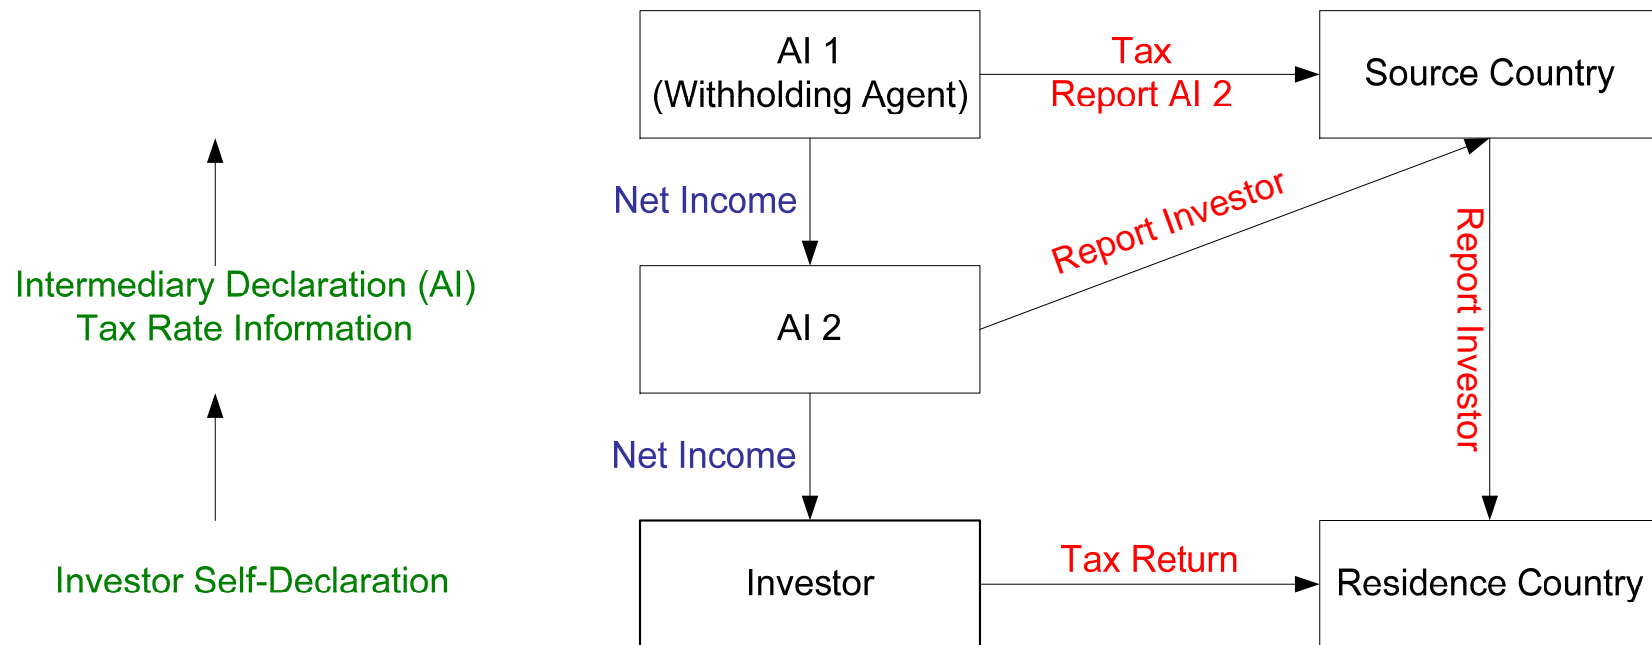 AI 1
(Withholding Agent)
Tax
Report AI 2
Source Country
Net Income
Report Investor
Report Investor
Intermediary Declaration (AI)
Tax Rate Information
AI 2
Net Income
Investor Self-Declaration
Investor
Tax Return
Residence Country